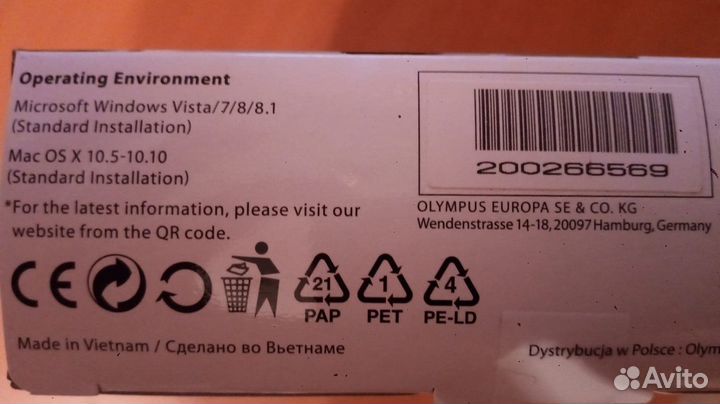 Operating Environment
Microsoft Windows Vista/7/8/8.1
(Standard Installation)
Mac OS X 10.5-10.10
(Standard Installation)
*For the latest information, please visit our
website from the QR code.
200266569
OLYMPUS EUROPA SE & CO. KG
Wendenstrasse 14-18, 20097 Hamburg, Germany
CE
21
PAP
1
PET
4
PE-LD
Made in Vietnam / Сделано во Вьетнаме
Dystrybucja w Polsce : Olym
Avito